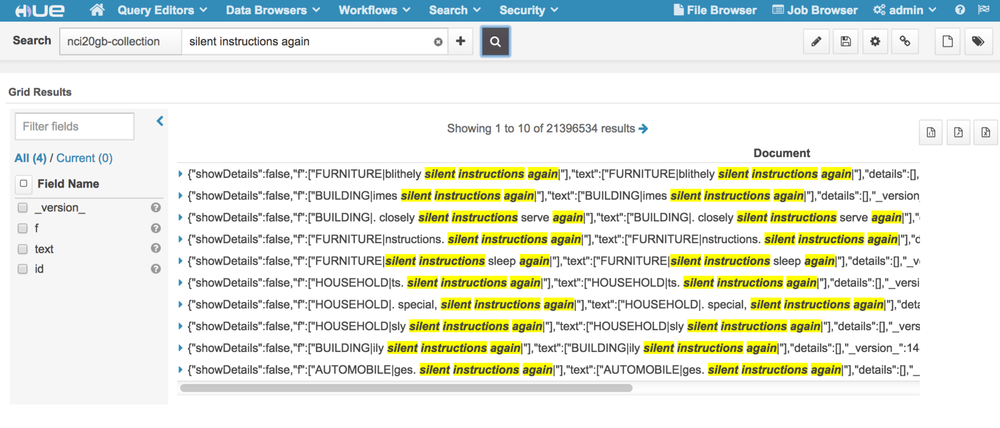 HUE Query Editors Data Browsers Workflows Search Security File Browser Job Browser admin
Search nci20gb-collection silent instructions again
Grid Results
Filter fields
Showing 1 to 10 of 21396534 results
All (4) / Current (0)
Document
Field Name
_version_
f
text
id
{"showDetails":false,"f":["FURNITURE|blithely silent instructions again|"],"text":["FURNITURE|blithely silent instructions again|"],"details":[],
{"showDetails":false,"f":["BUILDING|imes silent instructions again|"],"text":["BUILDING|imes silent instructions again|"],"details":[],"_version_
{"showDetails":false,"f":["BUILDING|. closely silent instructions serve again|"],"text":["BUILDING|. closely silent instructions serve again|"],"
{"showDetails":false,"f":["FURNITURE|nstructions. silent instructions again|"],"text":["FURNITURE|nstructions. silent instructions again|"],"d
{"showDetails":false,"f":["FURNITURE|silent instructions sleep again|"],"text":["FURNITURE|silent instructions sleep again|"],"details":[],"_v
{"showDetails":false,"f":["HOUSEHOLD|ts. silent instructions again|"],"text":["HOUSEHOLD|ts. silent instructions again|"],"details":[],"_versi
{"showDetails":false,"f":["HOUSEHOLD|. special, silent instructions again|"],"text":["HOUSEHOLD|. special, silent instructions again|"],"deta
{"showDetails":false,"f":["HOUSEHOLD|sly silent instructions again|"],"text":["HOUSEHOLD|sly silent instructions again|"],"details":[],"_vers
{"showDetails":false,"f":["BUILDING|ily silent instructions again|"],"text":["BUILDING|ily silent instructions again|"],"details":[],"_version_":14
{"showDetails":false,"f":["AUTOMOBILE|ges. silent instructions again|"],"text":["AUTOMOBILE|ges. silent instructions again|"],"details":[],"_